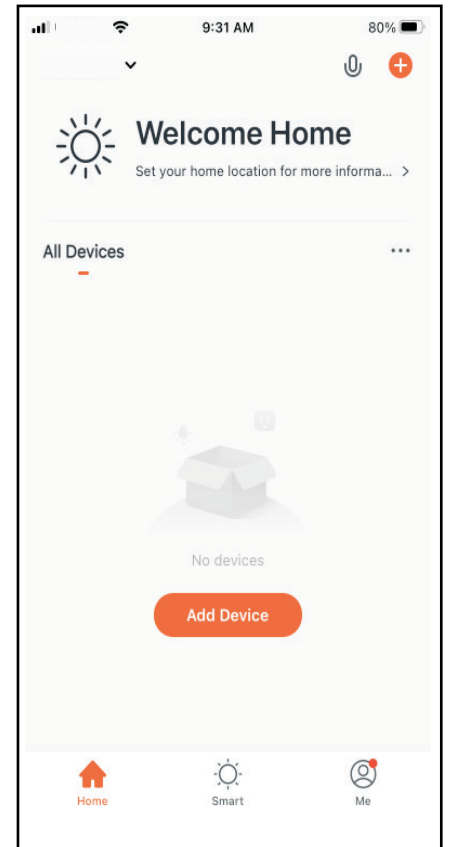 9:31 AM
80%
Welcome Home
Set your home location for more informa... >
All Devices
No devices
Add Device
Home
Smart
Me